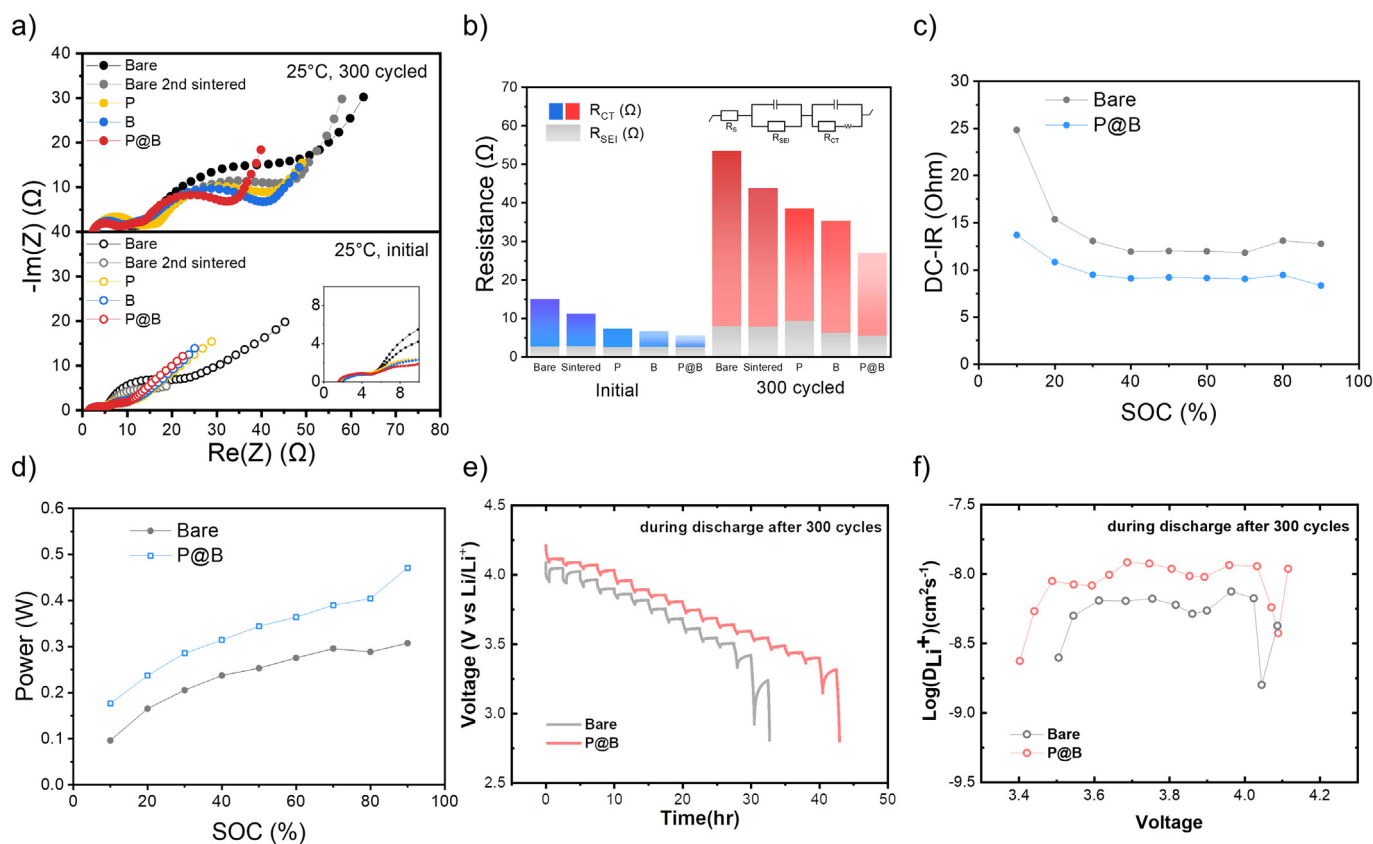 a)
40
30
20
10
0
30
20
10
0
-Im(Z) (Ω)
Bare
Bare 2nd sintered
P
B
P@B
25°C, 300 cycled
Bare
Bare 2nd sintered
P
B
P@B
25°C, initial
8
4
0
4 8
0 10 20 30 40 50 60 70 80
Re(Z) (Ω)
b)
70
60
50
40
30
20
10
0
Resistance (Ω)
RCT (Ω)
RSEI (Ω)
RS
RSEI
RCT
W
Bare Sintered P B P@B Bare Sintered P B P@B
Initial 300 cycled
c)
30
25
20
15
10
5
0
DC-IR (Ohm)
Bare
P@B
0 20 40 60 80 100
SOC (%)
d)
0.6
0.5
0.4
0.3
0.2
0.1
0.0
Power (W)
Bare
P@B
0 20 40 60 80 100
SOC (%)
e)
4.5
4.0
3.5
3.0
2.5
Voltage (V vs Li/Li⁺)
during discharge after 300 cycles
Bare
P@B
0 10 20 30 40 50
Time(hr)
f)
-7.5
-8.0
-8.5
-9.0
-9.5
Log(DLi⁺)(cm²s⁻¹)
during discharge after 300 cycles
Bare
P@B
3.4 3.6 3.8 4.0 4.2
Voltage